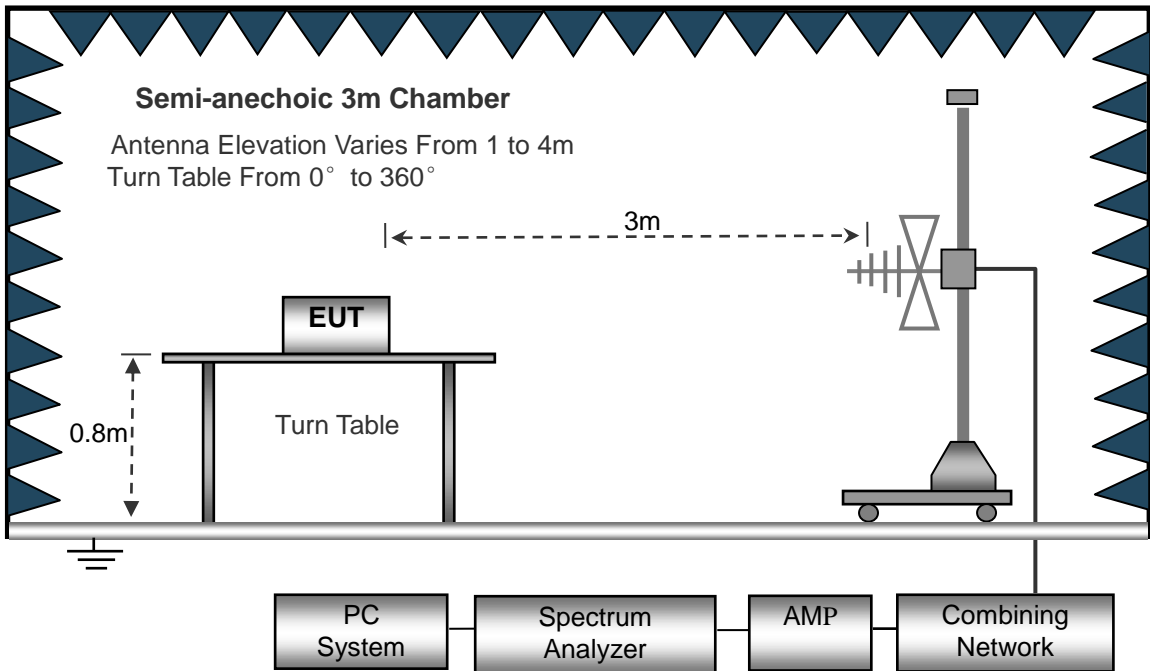 Semi-anechoic 3m Chamber
Antenna Elevation Varies From 1 to 4m
Turn Table From 0° to 360°
3m
EUT
0.8m
Turn Table
PC
System
Spectrum
Analyzer
AMP
Combining
Network